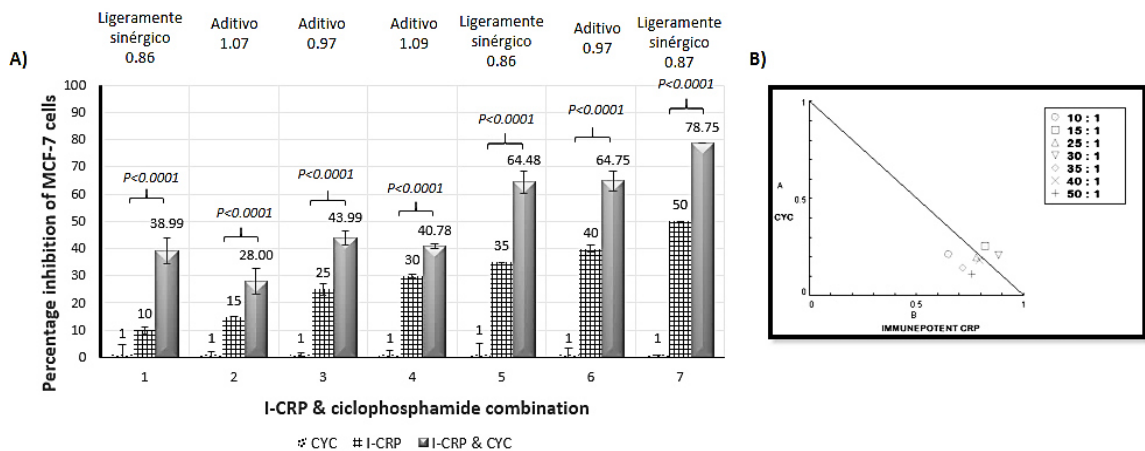 Ligeramente sinérgico 0.86
Aditivo 1.07
Aditivo 0.97
Aditivo 1.09
Ligeramente sinérgico 0.86
Aditivo 0.97
Ligeramente sinérgico 0.87
A)
Percentage inhibition of MCF-7 cells
100
90
80
70
60
50
40
30
20
10
0
P<0.0001
1
10
38.99
P<0.0001
1
15
28.00
P<0.0001
1
25
43.99
P<0.0001
1
30
40.78
P<0.0001
1
35
64.48
P<0.0001
1
40
64.75
P<0.0001
1
50
78.75
1 2 3 4 5 6 7
I-CRP & ciclophosphamide combination
CYC I-CRP I-CRP & CYC
B)
1
A
0.5
CYC
0
0 0.5 1
B
IMMUNEPOTENT CRP
10 : 1
15 : 1
25 : 1
30 : 1
35 : 1
40 : 1
50 : 1